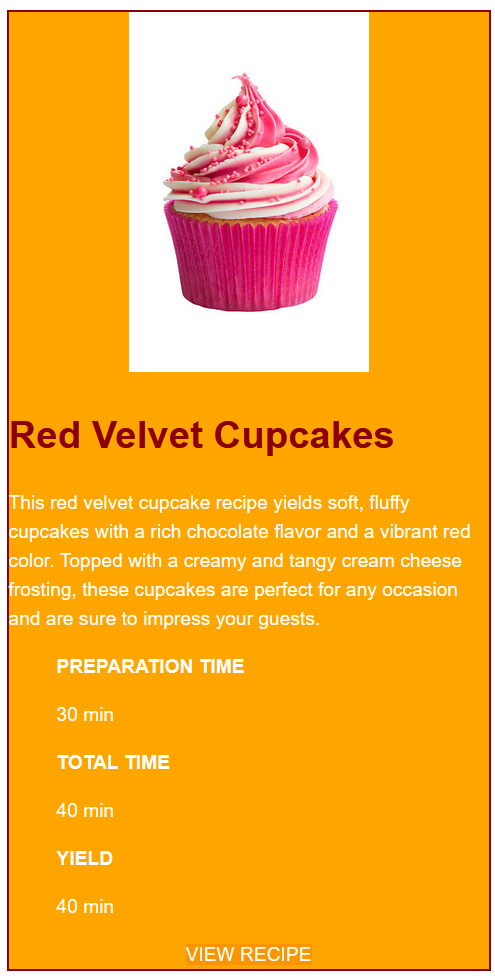 Red Velvet Cupcakes
This red velvet cupcake recipe yields soft, fluffy
cupcakes with a rich chocolate flavor and a vibrant red
color. Topped with a creamy and tangy cream cheese
frosting, these cupcakes are perfect for any occasion
and are sure to impress your guests.
PREPARATION TIME
30 min
TOTAL TIME
40 min
YIELD
40 min
VIEW RECIPE